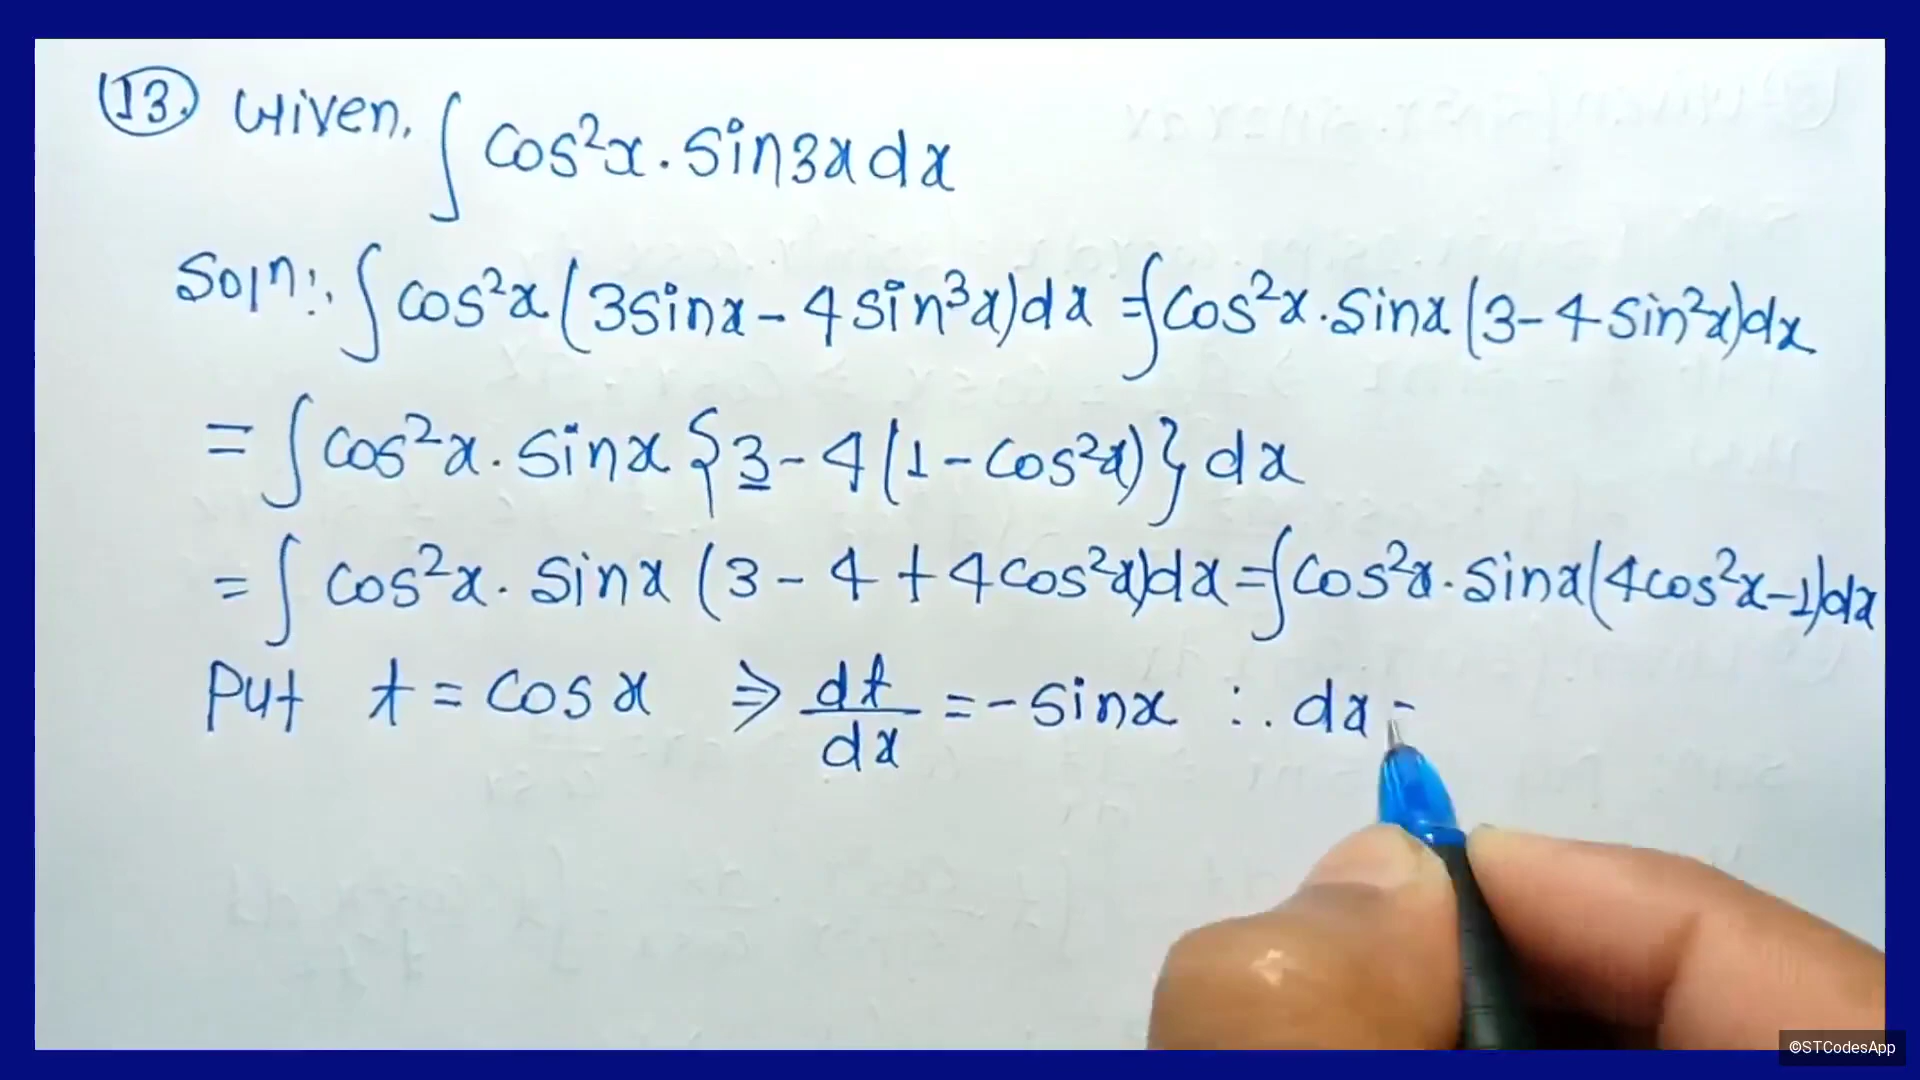 13. Given, ∫ cos²x · sin3x dx
Soln:. ∫ cos²x (3sinx - 4sin³x) dx = ∫ cos²x · sinx (3 - 4sin²x) dx
= ∫ cos²x · sinx {3 - 4(1 - cos²x)} dx
= ∫ cos²x · sinx (3 - 4 + 4cos²x) dx = ∫ cos²x · sinx (4cos²x - 1) dx
Put t = cosx ⇒ dt/dx = -sinx ∴ dx -
©STCodesApp